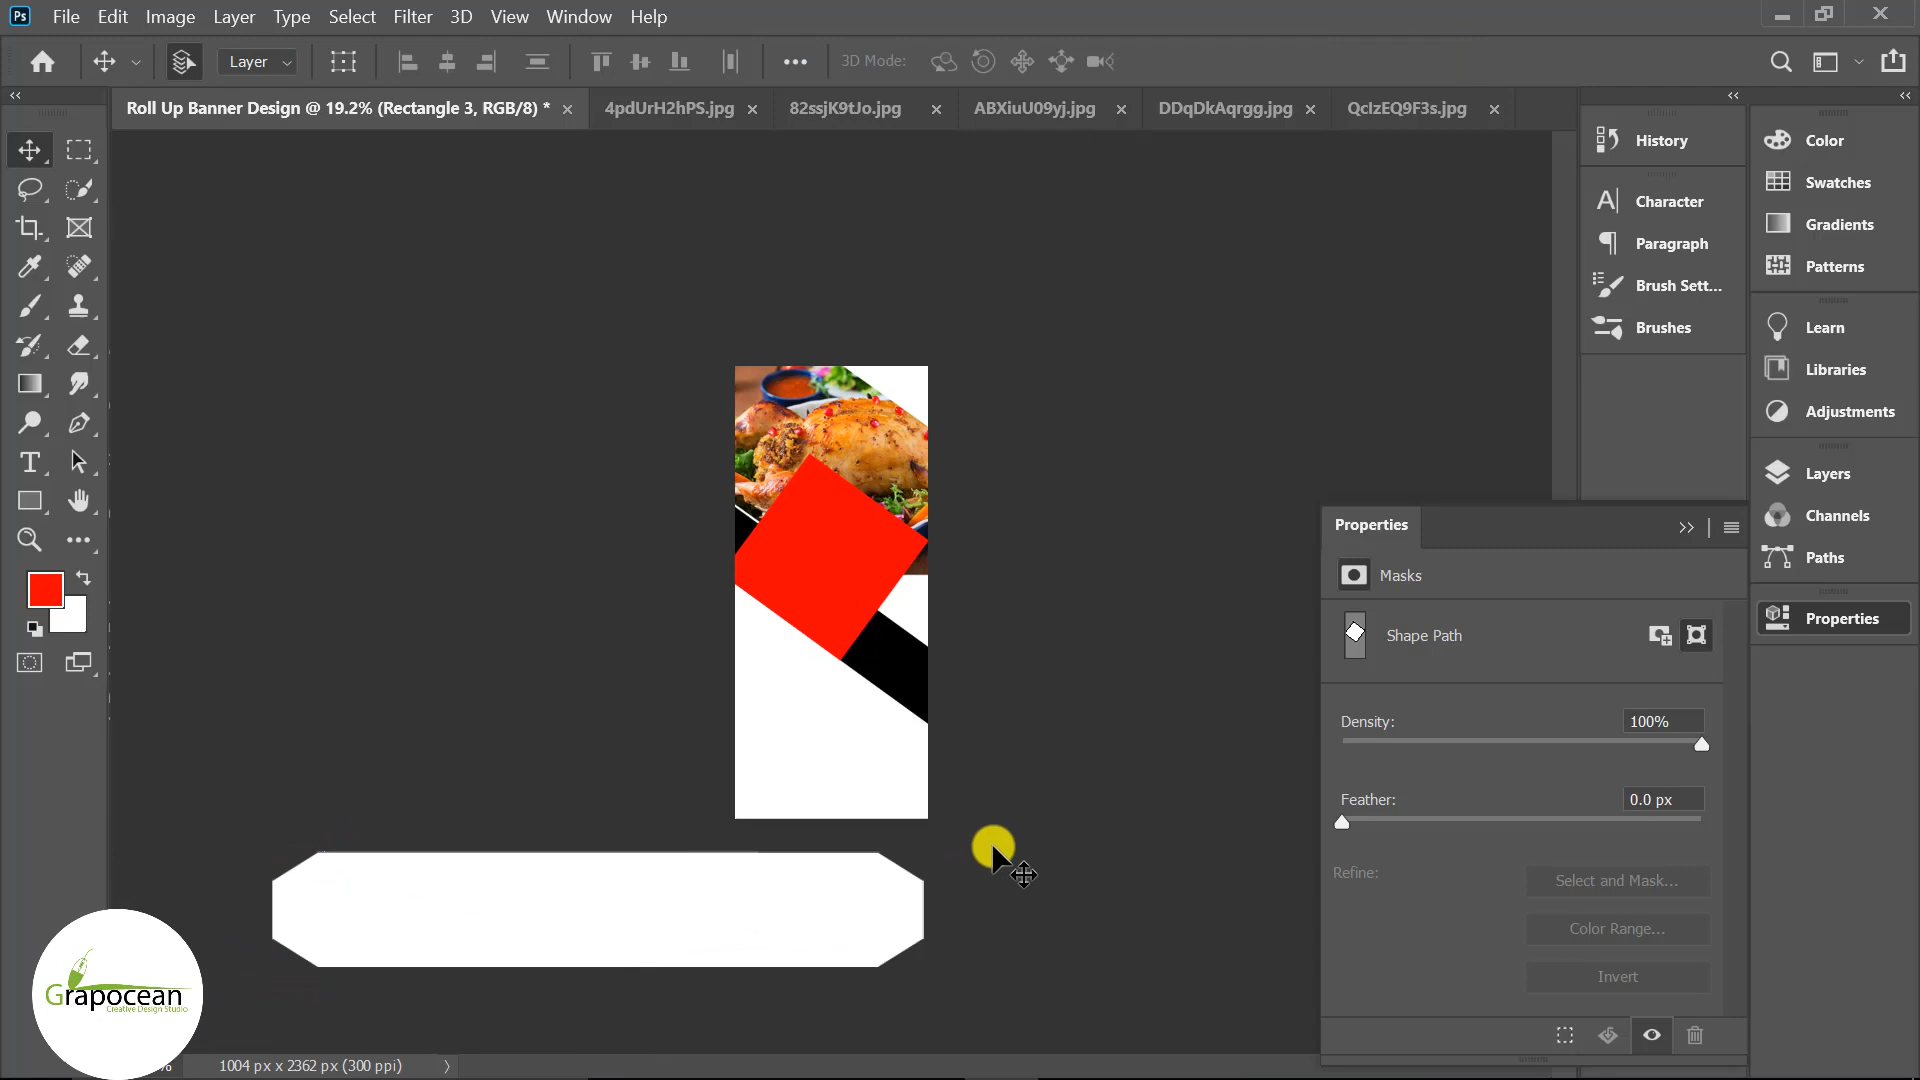 Ps File Edit Image Layer Type Select Filter 3D View Window Help
Layer 3D Mode:
Roll Up Banner Design @ 19.2% (Rectangle 3, RGB/8) * 4pdUrH2hPS.jpg 82ssjK9tJo.jpg ABXiuU09yj.jpg DDqDkAqrgg.jpg QcIzEQ9F3s.jpg
History
Character
Paragraph
Brush Sett...
Brushes
Color
Swatches
Gradients
Patterns
Learn
Libraries
Adjustments
Layers
Channels
Paths
Properties
Properties
Masks
Shape Path
Density: 100%
Feather: 0.0 px
Refine: Select and Mask...
Color Range...
Invert
Grapocean
Creative Design Studio
% 1004 px x 2362 px (300 ppi)